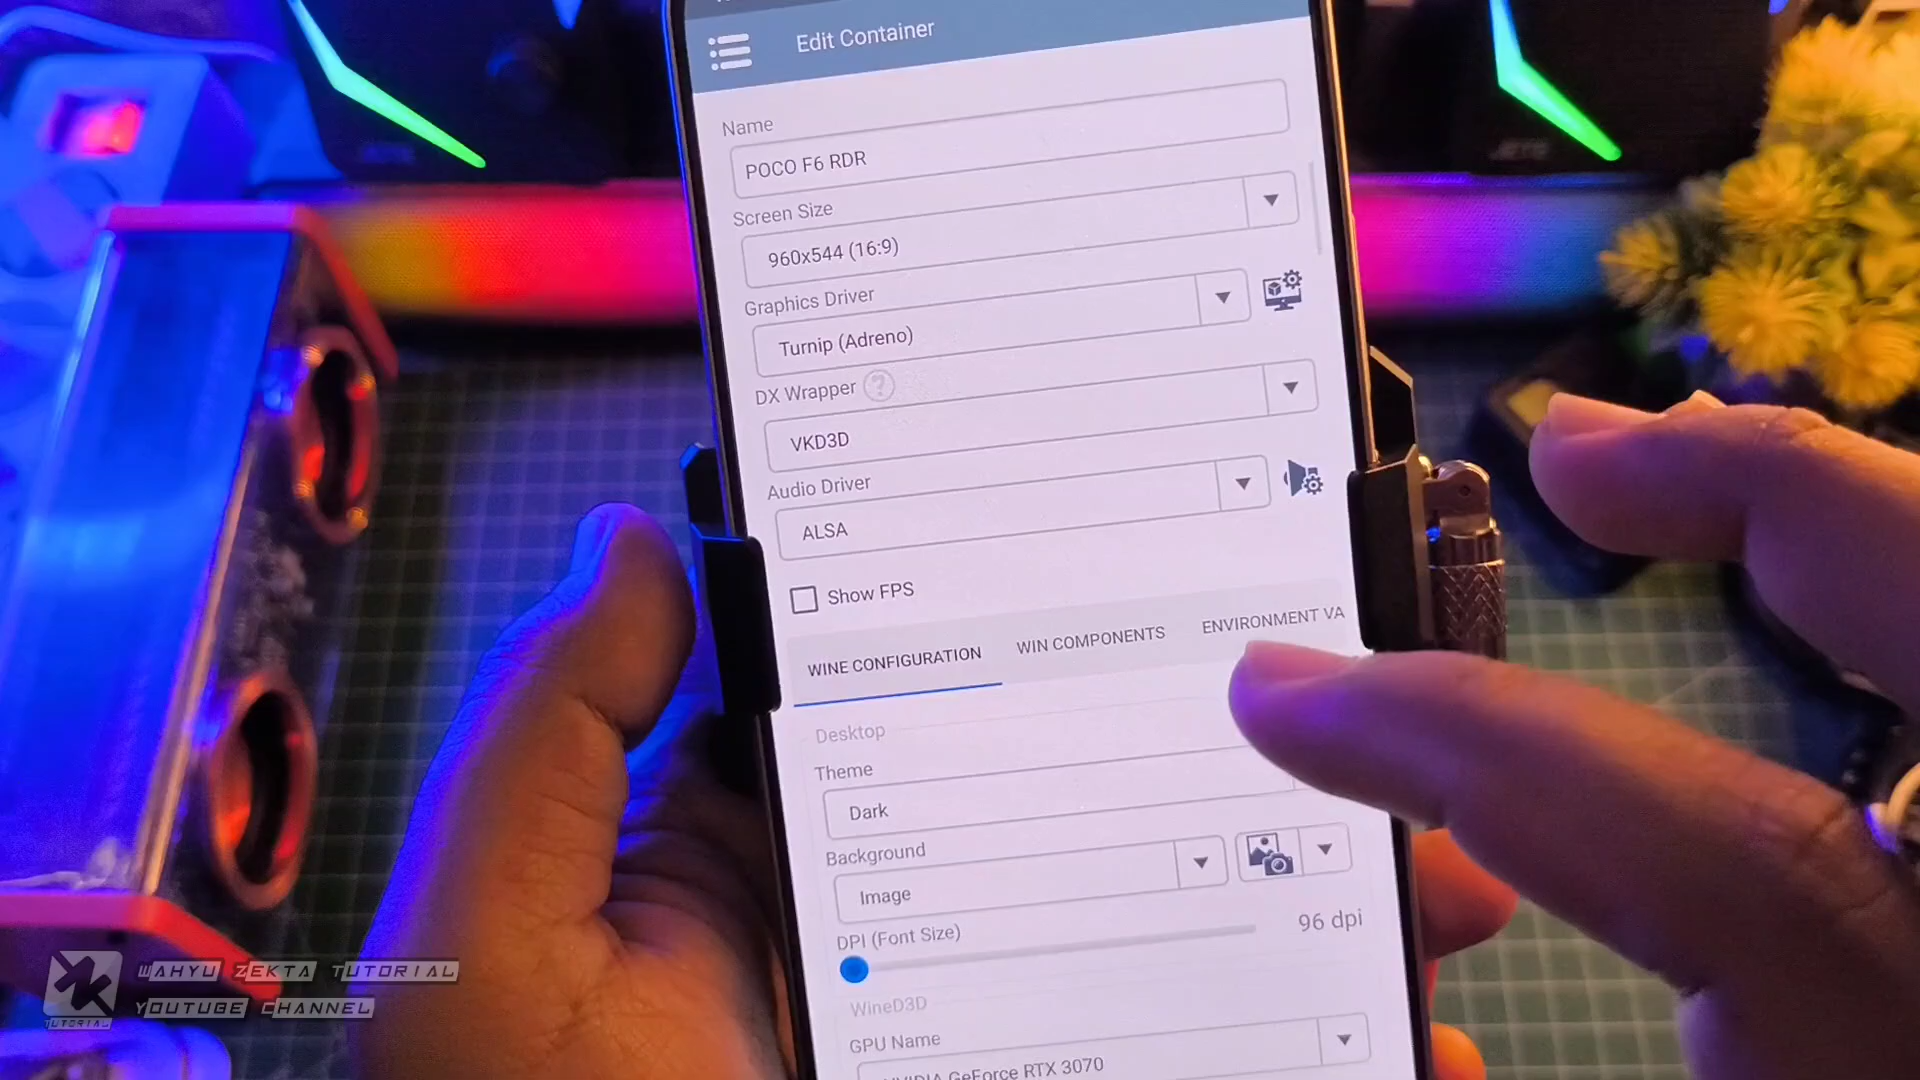 Edit Container
Name
POCO F6 RDR
Screen Size
960x544 (16:9)
Graphics Driver
Turnip (Adreno)
DX Wrapper ?
VKD3D
Audio Driver
ALSA
Show FPS
WINE CONFIGURATION WIN COMPONENTS ENVIRONMENT VA
Desktop
Theme
Dark
Background
Image
DPI (Font Size) 96 dpi
WineD3D
GPU Name
NVIDIA GeForce RTX 3070
WAHYU ZEKTA TUTORIAL
YOUTUBE CHANNEL
TUTORIAL